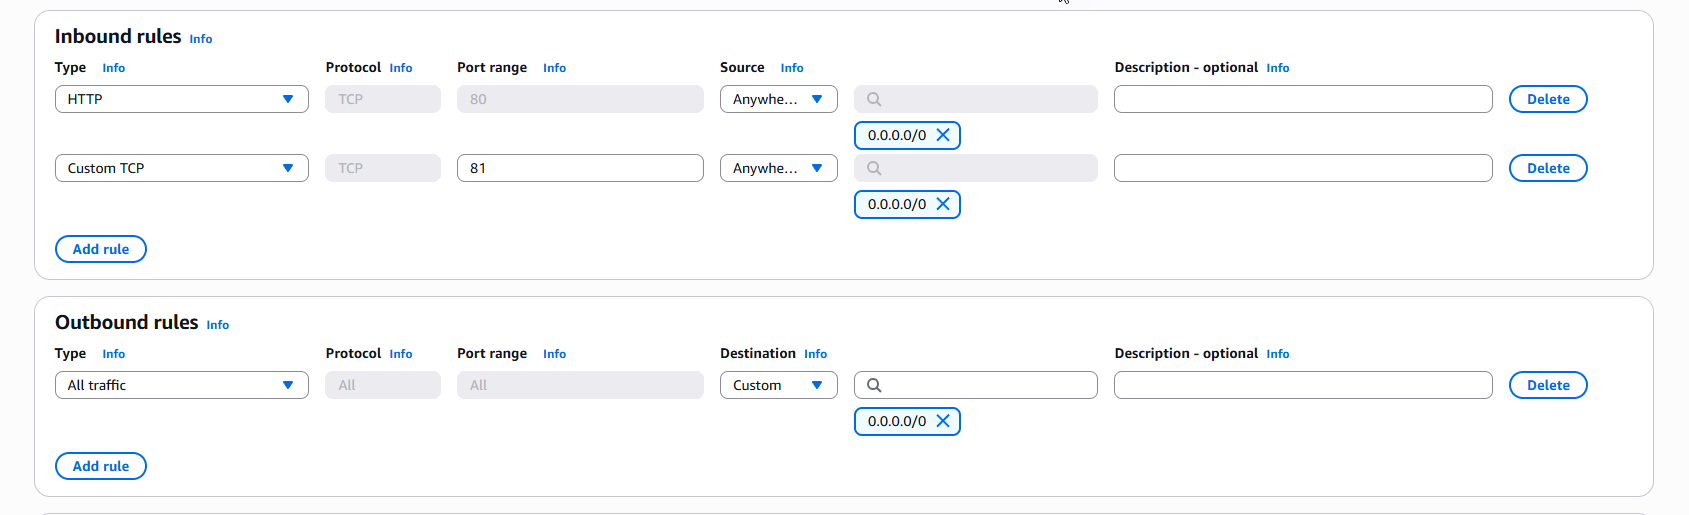 Inbound rules Info
Type Info Protocol Info Port range Info Source Info Description - optional Info
HTTP TCP 80 Anywhe... Delete
0.0.0.0/0
Custom TCP TCP 81 Anywhe... Delete
0.0.0.0/0
Add rule
Outbound rules Info
Type Info Protocol Info Port range Info Destination Info Description - optional Info
All traffic All All Custom Delete
0.0.0.0/0
Add rule